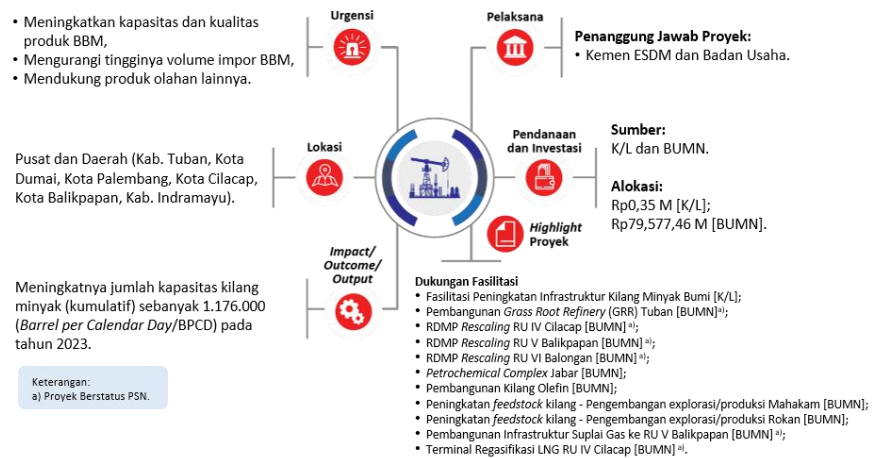 Urgensi
• Meningkatkan kapasitas dan kualitas
produk BBM,
• Mengurangi tingginya volume impor BBM,
• Mendukung produk olahan lainnya.
Pelaksana
Penanggung Jawab Proyek:
• Kemen ESDM dan Badan Usaha.
Lokasi
Pusat dan Daerah (Kab. Tuban, Kota
Dumai, Kota Palembang, Kota Cilacap,
Kota Balikpapan, Kab. Indramayu).
Pendanaan
dan Investasi
Sumber:
K/L dan BUMN.
Alokasi:
Rp0,35 M [K/L];
Rp79,577,46 M [BUMN].
Impact/
Outcome/
Output
Meningkatnya jumlah kapasitas kilang
minyak (kumulatif) sebanyak 1.176.000
(Barrel per Calendar Day/BPCD) pada
tahun 2023.
Keterangan:
a) Proyek Berstatus PSN.
Highlight
Proyek
Dukungan Fasilitasi
• Fasilitasi Peningkatan Infrastruktur Kilang Minyak Bumi [K/L];
• Pembangunan Grass Root Refinery (GRR) Tuban [BUMN]a);
• RDMP Rescaling RU IV Cilacap [BUMN] a);
• RDMP Rescaling RU V Balikpapan [BUMN] a);
• RDMP Rescaling RU VI Balongan [BUMN] a);
• Petrochemical Complex Jabar [BUMN];
• Pembangunan Kilang Olefin [BUMN];
• Peningkatan feedstock kilang - Pengembangan explorasi/produksi Mahakam [BUMN];
• Peningkatan feedstock kilang - Pengembangan explorasi/produksi Rokan [BUMN];
• Pembangunan Infrastruktur Suplai Gas ke RU V Balikpapan [BUMN] a);
• Terminal Regasifikasi LNG RU IV Cilacap [BUMN] a).